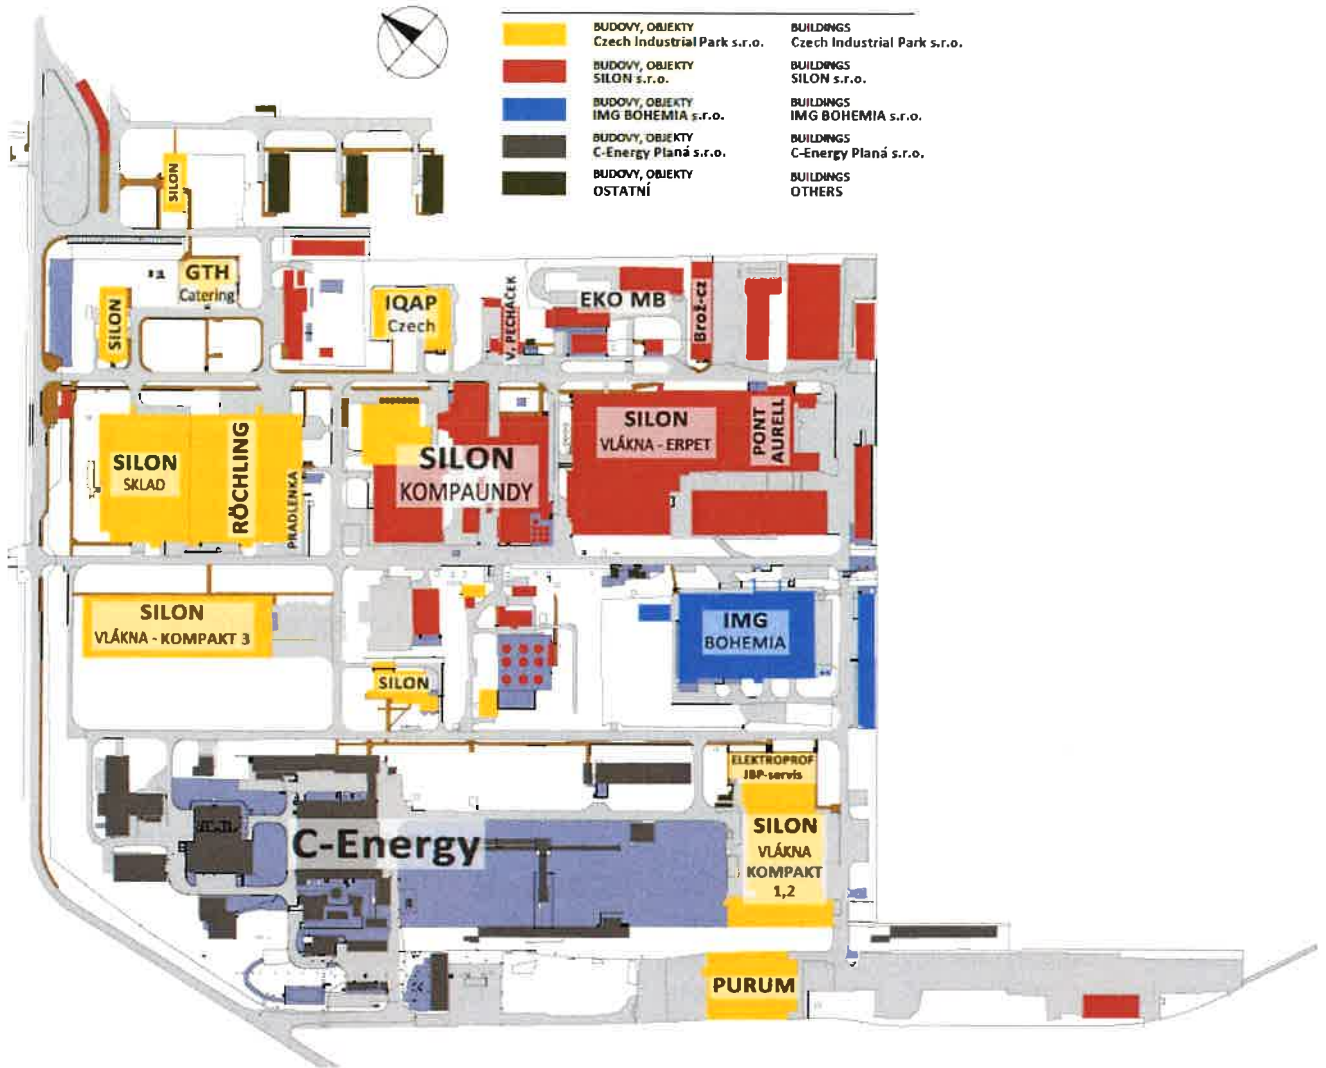 BUDOVY, OBJEKTY BUILDINGS
Czech Industrial Park s.r.o. Czech Industrial Park s.r.o.
BUDOVY, OBJEKTY BUILDINGS
SILON s.r.o. SILON s.r.o.
BUDOVY, OBJEKTY BUILDINGS
IMG BOHEMIA s.r.o. IMG BOHEMIA s.r.o.
BUDOVY, OBJEKTY BUILDINGS
C-Energy Planá s.r.o. C-Energy Planá s.r.o.
BUDOVY, OBJEKTY BUILDINGS
OSTATNÍ OTHERS
SILON
GTH
Catering
SILON
IQAP
Czech
V. PECHÁČEK
EKO MB
Brož-cz
SILON
SKLAD
RÖCHLING
PRADLENKA
SILON
KOMPAUNDY
SILON
VLÁKNA - ERPET
PONT
AURELL
SILON
VLÁKNA - KOMPAKT 3
SILON
IMG
BOHEMIA
C-Energy
ELEKTROPROF
JBP-servis
SILON
VLÁKNA
KOMPAKT
1,2
PURUM